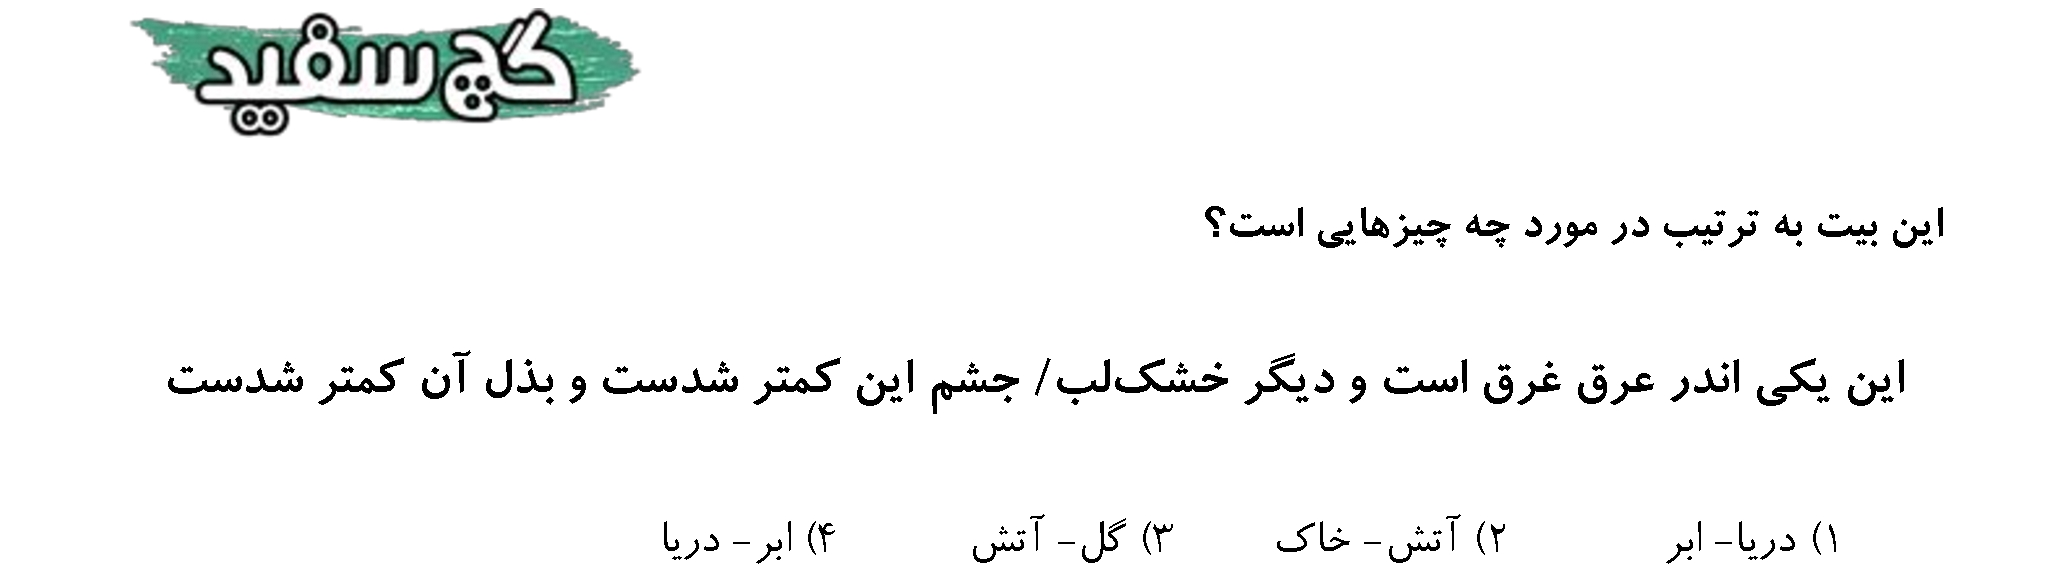 گچ سفید
این بیت به ترتیب در مورد چه چیزهایی است؟
این یکی اندر عرق غرق است و دیگر خشک‌لب/ جشم این کمتر شدست و بذل آن کمتر شدست
۱) دریا- ابر ۲) آتش- خاک ۳) گل- آتش ۴) ابر- دریا